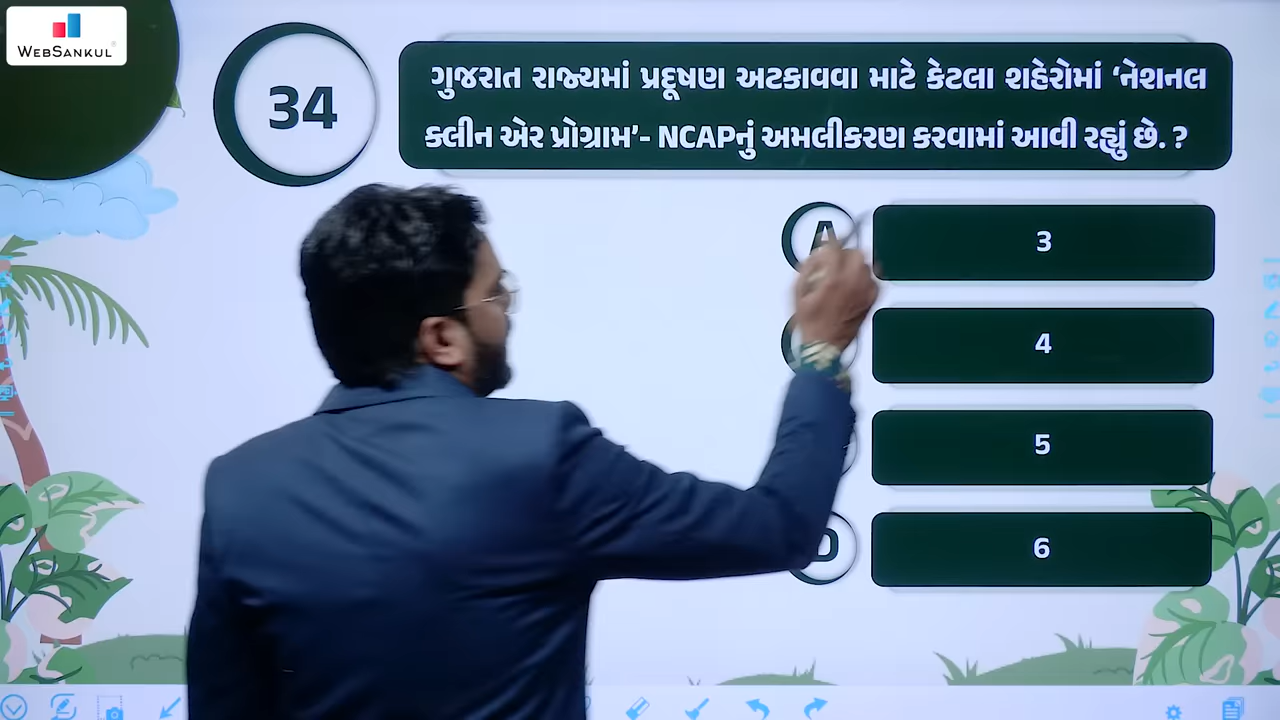 WEBSANKUL
34
ગુજરાત રાજ્યમાં પ્રદૂષણ અટકાવવા માટે કેટલા શહેરોમાં ‘નેશનલ
ક્લીન એર પ્રોગ્રામ’- NCAPનું અમલીકરણ કરવામાં આવી રહ્યું છે. ?
A
3
4
5
D
6